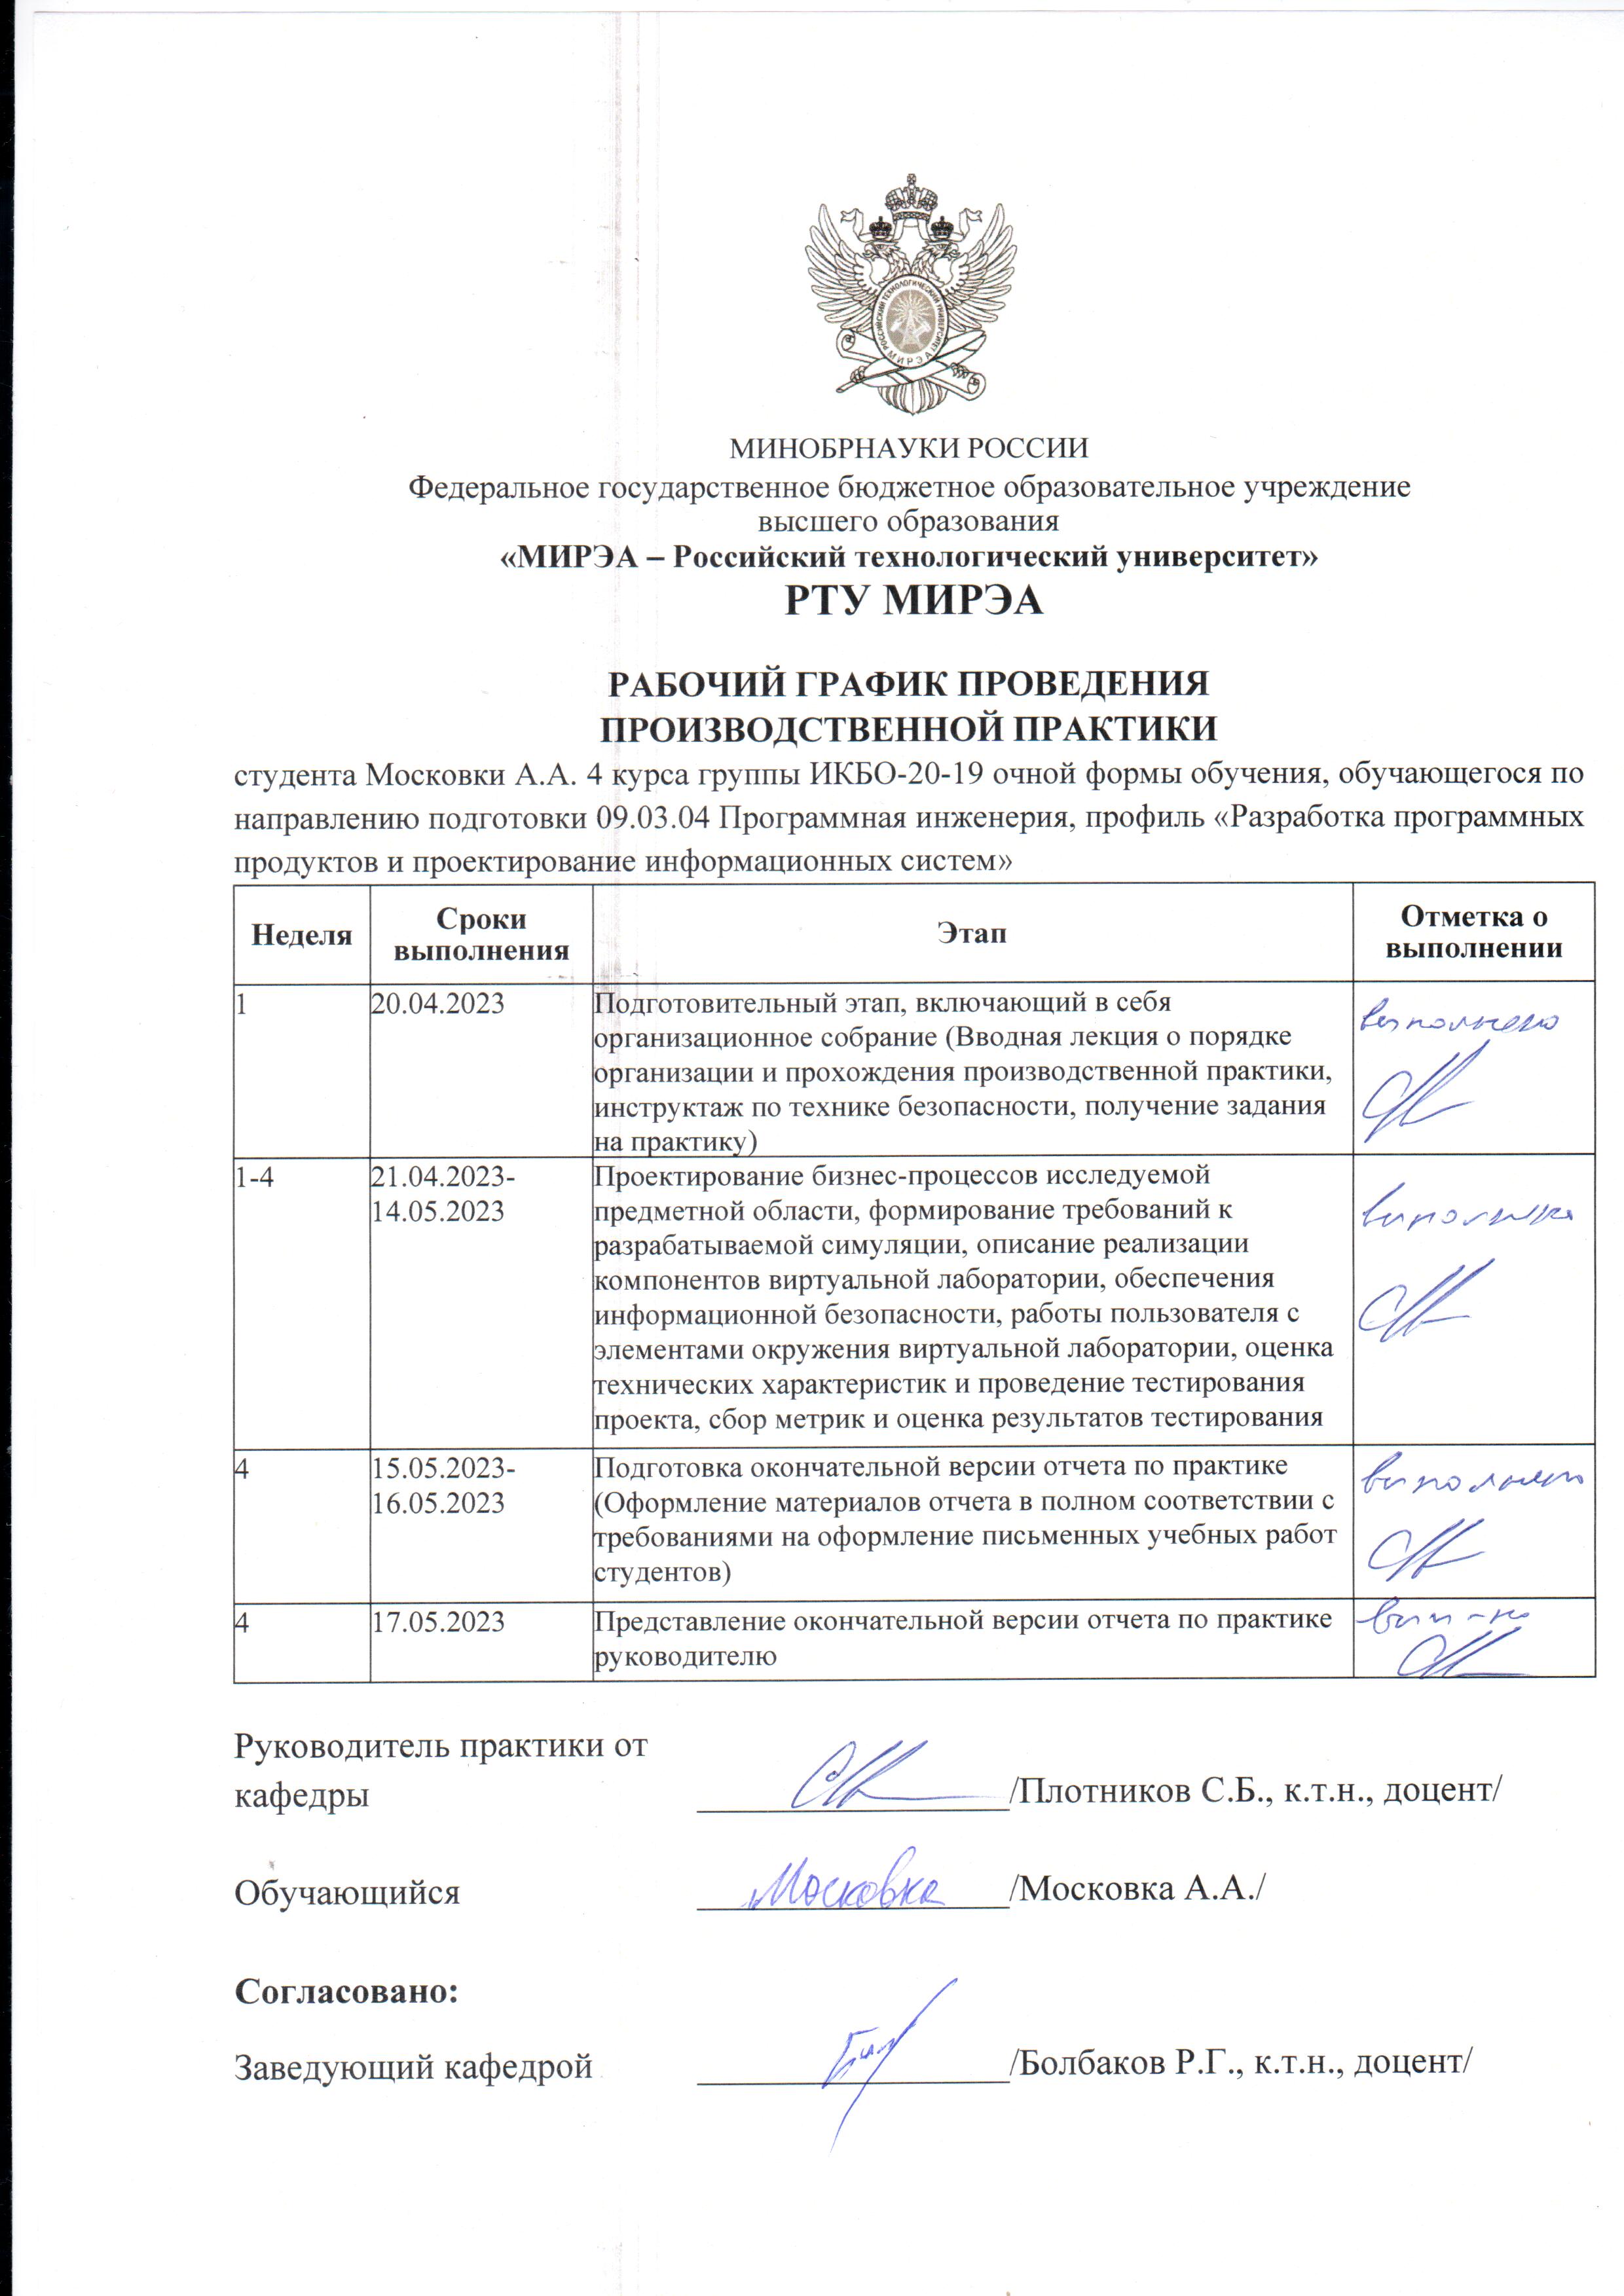 РОССИЙСКИЙ ТЕХНОЛОГИЧЕСКИЙ УНИВЕРСИТЕТ
МИРЭА
МИНОБРНАУКИ РОССИИ
Федеральное государственное бюджетное образовательное учреждение
высшего образования
«МИРЭА – Российский технологический университет»
РТУ МИРЭА
РАБОЧИЙ ГРАФИК ПРОВЕДЕНИЯ
ПРОИЗВОДСТВЕННОЙ ПРАКТИКИ
студента Московки А.А. 4 курса группы ИКБО-20-19 очной формы обучения, обучающегося по
направлению подготовки 09.03.04 Программная инженерия, профиль «Разработка программных
продуктов и проектирование информационных систем»
Неделя
Сроки
выполнения
Этап
Отметка о
выполнении
1
20.04.2023
Подготовительный этап, включающий в себя
организационное собрание (Вводная лекция о порядке
организации и прохождения производственной практики,
инструктаж по технике безопасности, получение задания
на практику)
выполнено
1-4
21.04.2023-
14.05.2023
Проектирование бизнес-процессов исследуемой
предметной области, формирование требований к
разрабатываемой симуляции, описание реализации
компонентов виртуальной лаборатории, обеспечения
информационной безопасности, работы пользователя с
элементами окружения виртуальной лаборатории, оценка
технических характеристик и проведение тестирования
проекта, сбор метрик и оценка результатов тестирования
выполнено
4
15.05.2023-
16.05.2023
Подготовка окончательной версии отчета по практике
(Оформление материалов отчета в полном соответствии с
требованиями на оформление письменных учебных работ
студентов)
выполнено
4
17.05.2023
Представление окончательной версии отчета по практике
руководителю
Руководитель практики от
кафедры
/Плотников С.Б., к.т.н., доцент/
Обучающийся
Московка
/Московка А.А./
Согласовано:
Заведующий кафедрой
/Болбаков Р.Г., к.т.н., доцент/